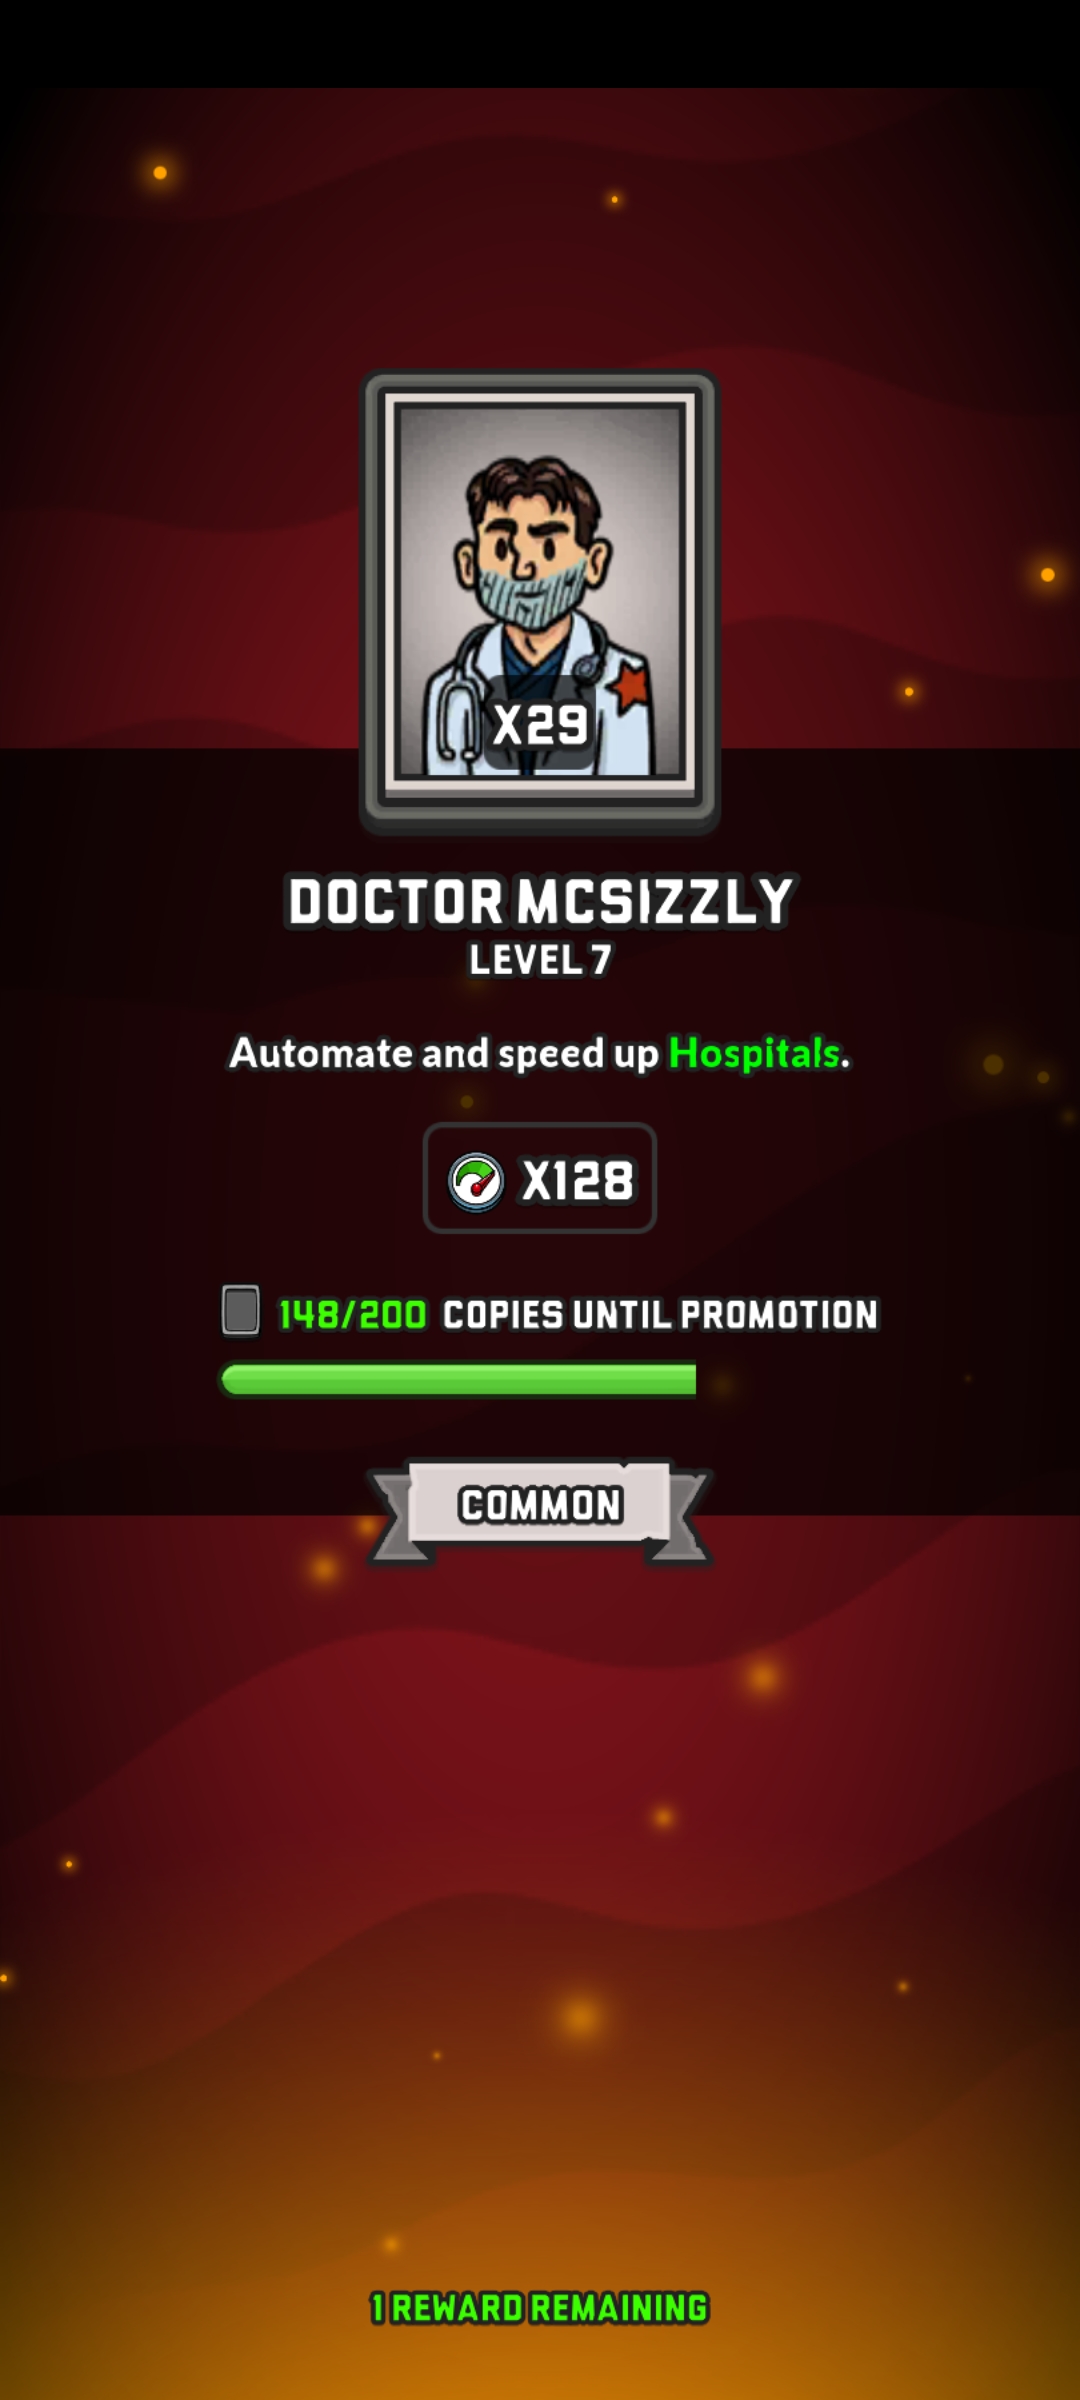 X29
DOCTOR MCSIZZLY
LEVEL 7
Automate and speed up Hospitals.
X128
148/200 COPIES UNTIL PROMOTION
COMMON
1 REWARD REMAINING